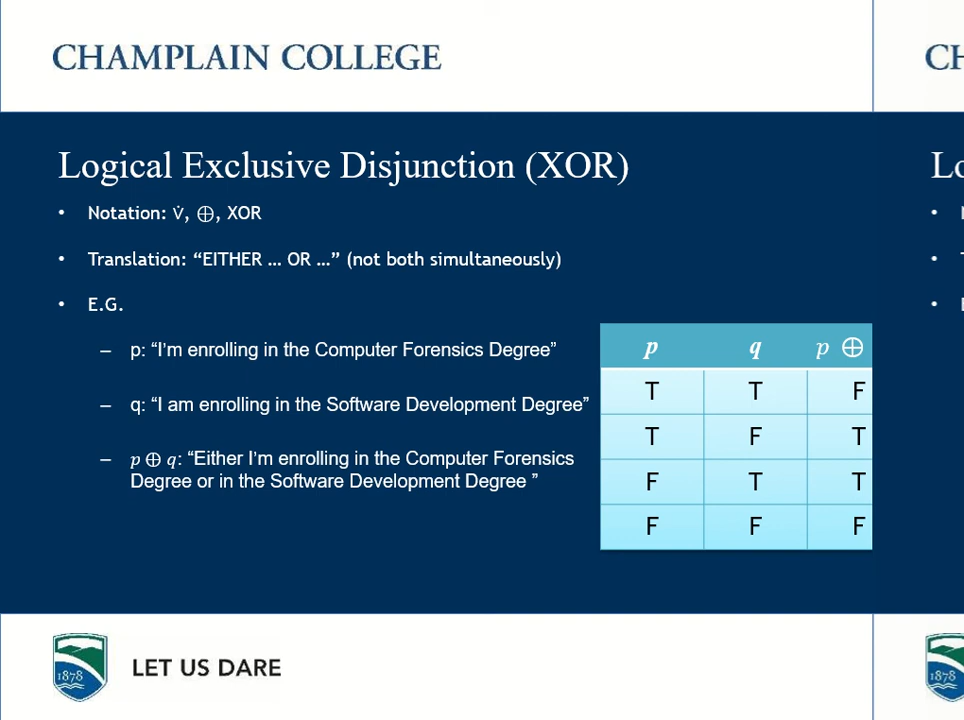 CHAMPLAIN COLLEGE
CH
Logical Exclusive Disjunction (XOR)
Lo
• Notation: v̇, ⊕, XOR
• Translation: “EITHER … OR …” (not both simultaneously)
• E.G.
– p: “I’m enrolling in the Computer Forensics Degree”
– q: “I am enrolling in the Software Development Degree”
– p ⊕ q: “Either I’m enrolling in the Computer Forensics
Degree or in the Software Development Degree ”
p q p ⊕
T T F
T F T
F T T
F F F
1878 LET US DARE
1878